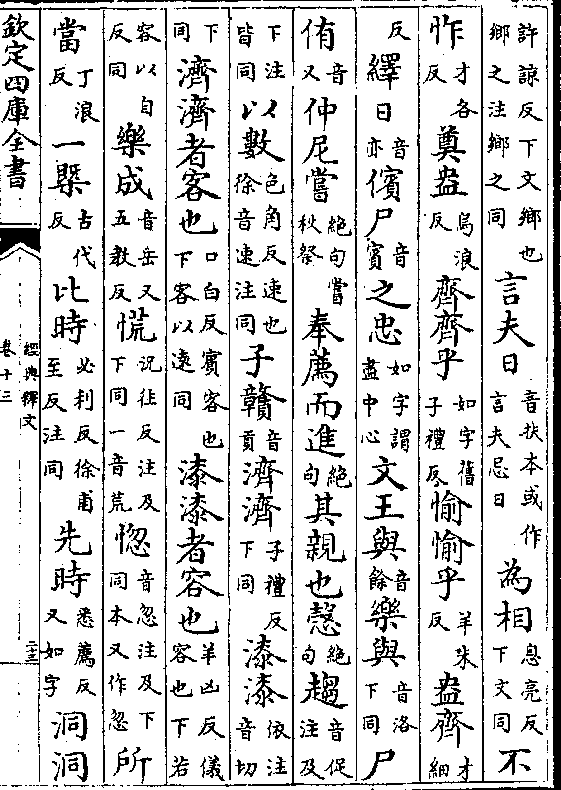 許諒反下文鄉也鄉之注鄉之同言夫日音扶本或作言夫忌日為相息亮反下文同不
怍才各反奠盎烏浪反齊齊乎如字舊子禮反愉愉乎羊朱反盎齊才細
反繹日音亦儐尸音賓之忠如字謂盡中心文王與音餘樂與音洛下同尸
侑音又仲尼嘗絶句嘗秋祭奉薦而進絶句其親也慤絶句趨音促注及
下注皆同以數色角反速也徐音速注同子贛音貢濟濟子禮反下同漆漆依注音切
下同濟濟者客也口白反賓客也下客以遠同漆漆者容也羊凶反儀容也下若
容以自反同樂成音岳又五教反慌況往反注及下同一音荒惚音忽注及下同本又作忽所
當丁浪反一槩古代反比時必利反徐甫至反注同先時悉薦反又如字洞洞
欽定四庫全書
經典釋文
卷十三
二十三